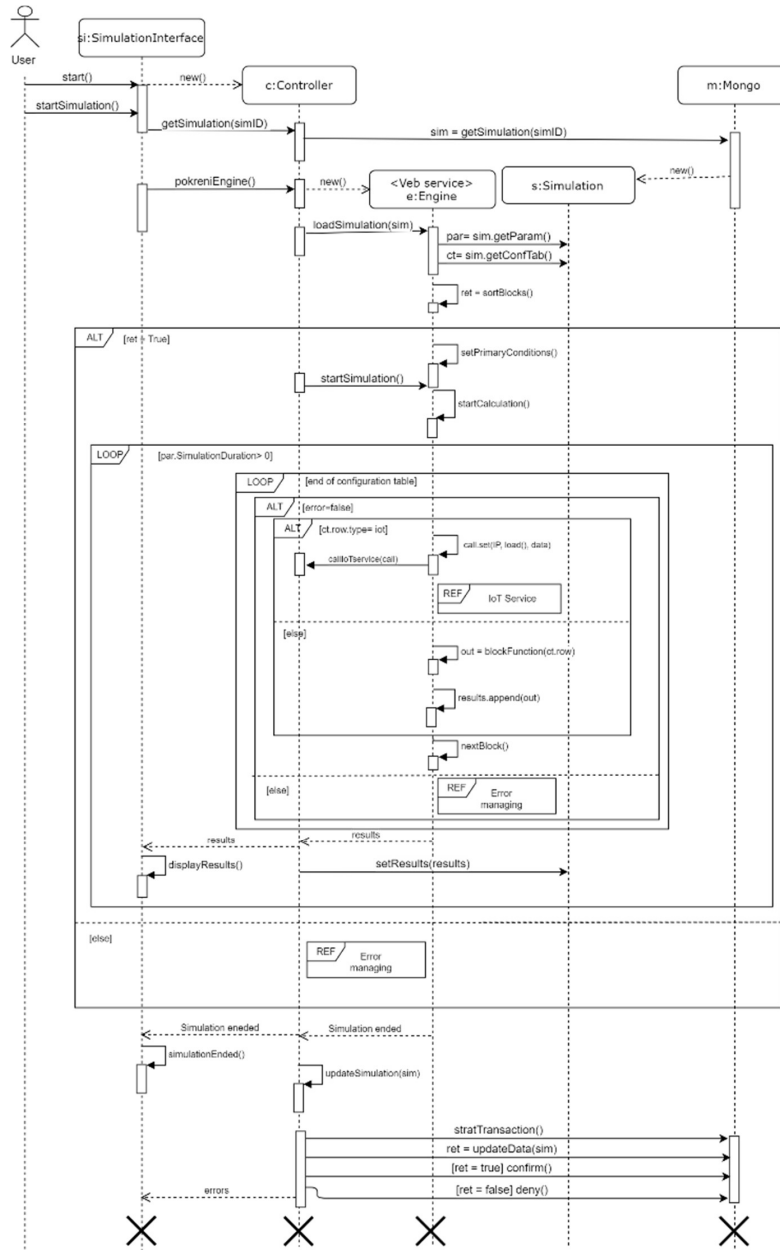 User
si:SimulationInterface
start()
new()
c:Controller
m:Mongo
startSimulation()
getSimulation(simID)
sim = getSimulation(simID)
pokreniEngine()
new()
<Veb service>
e:Engine
s:Simulation
new()
loadSimulation(sim)
par= sim.getParam()
ct= sim.getConfTab()
ret = sortBlocks()
ALT
[ret = True]
setPrimaryConditions()
startSimulation()
startCalculation()
LOOP
[par.SimulationDuration> 0]
LOOP
[end of configuration table]
ALT
[error=false]
ALT
[ct.row.type= iot]
call.set(IP, load(), data)
callIoTservice(call)
REF
IoT Service
[else]
out = blockFunction(ct.row)
results.append(out)
nextBlock()
[else]
REF
Error
managing
results
results
displayResults()
setResults(results)
[else]
REF
Error
managing
Simulation eneded
Simulation ended
simulationEnded()
updateSimulation(sim)
stratTransaction()
ret = updateData(sim)
[ret = true] confirm()
errors
[ret = false] deny()